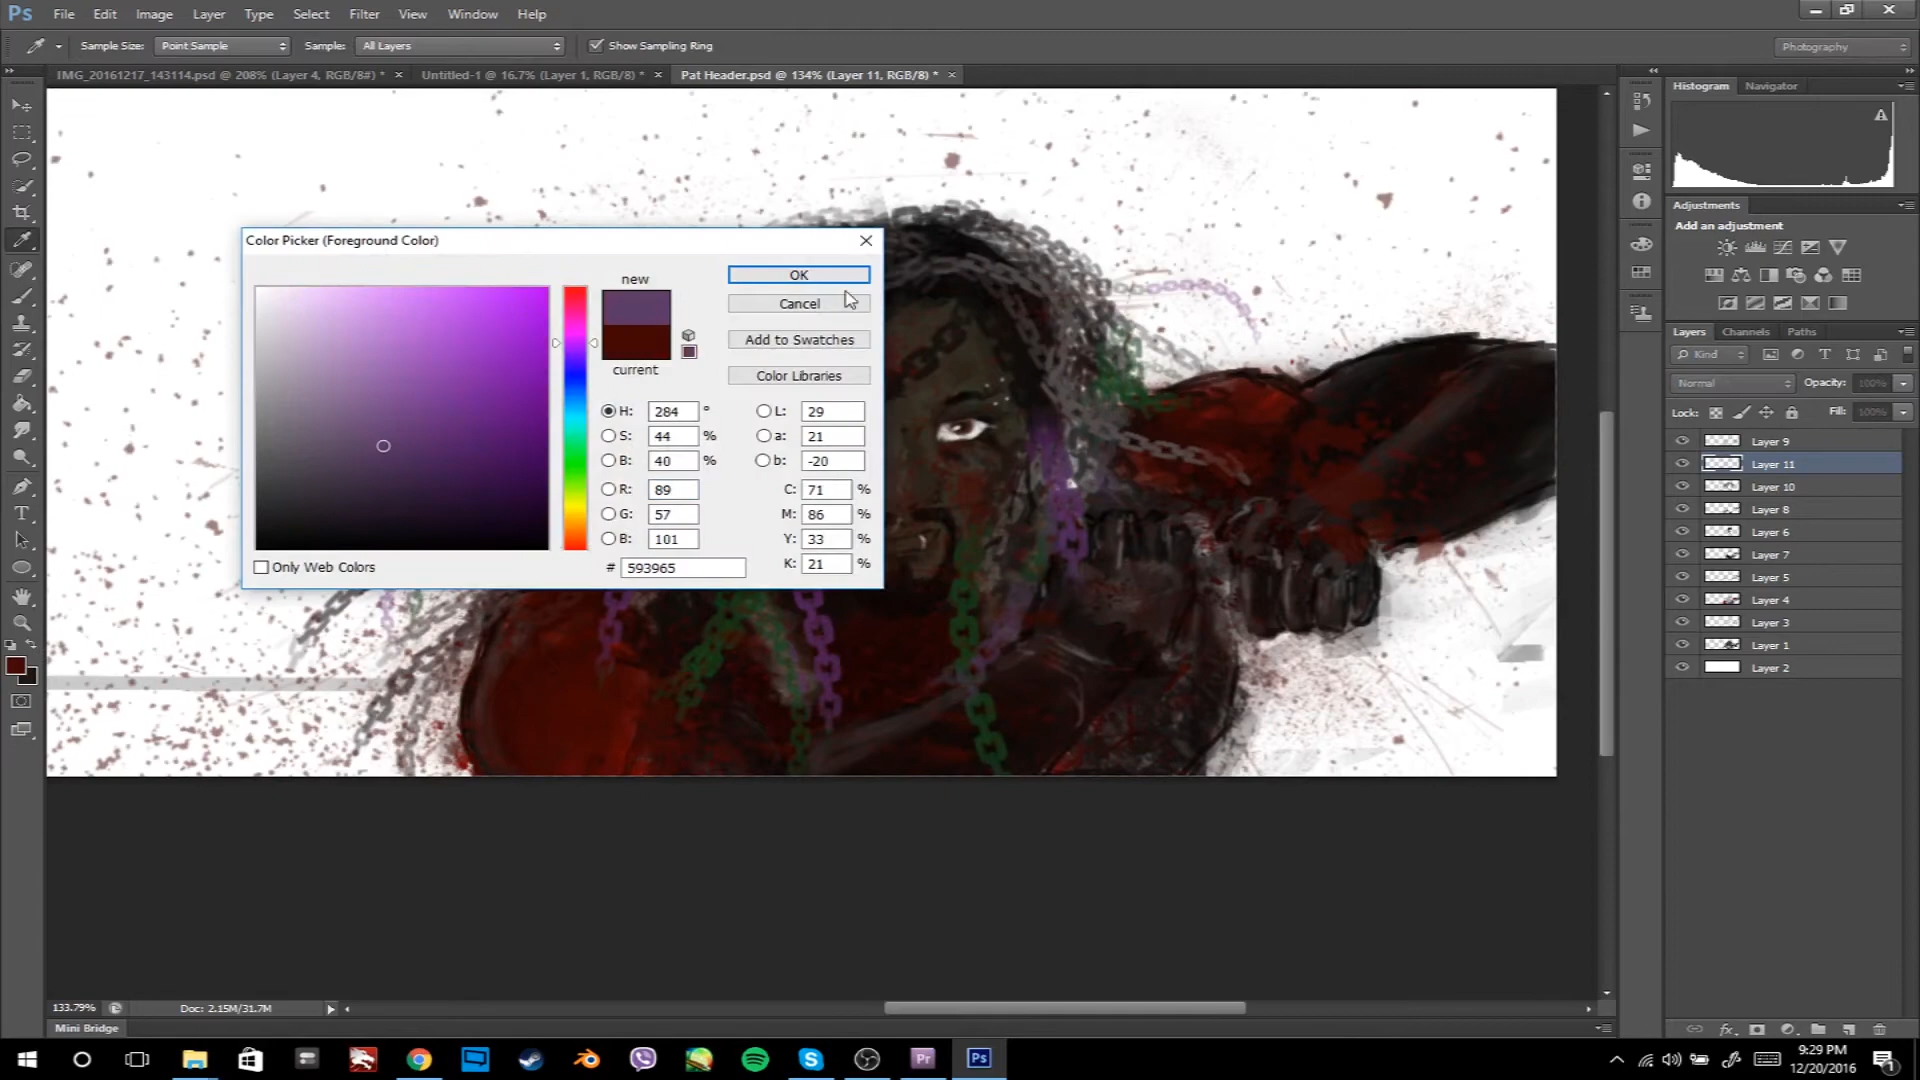 Ps File Edit Image Layer Type Select Filter View Window Help
Sample Size: Point Sample Sample: All Layers Show Sampling Ring Photography
IMG_20161217_143114.psd @ 208% (Layer 4, RGB/8#) * Untitled-1 @ 16.7% (Layer 1, RGB/8) * Pat Header.psd @ 134% (Layer 11, RGB/8) *
Histogram Navigator
Adjustments
Add an adjustment
Layers Channels Paths
Kind
Normal Opacity: 100%
Lock: Fill: 100%
Layer 9
Layer 11
Layer 10
Layer 8
Layer 6
Layer 7
Layer 5
Layer 4
Layer 3
Layer 1
Layer 2
Color Picker (Foreground Color)
new
current
OK
Cancel
Add to Swatches
Color Libraries
H: 284 ° L: 29
S: 44 % a: 21
B: 40 % b: -20
R: 89 C: 71 %
G: 57 M: 86 %
B: 101 Y: 33 %
# 593965 K: 21 %
Only Web Colors
133.79% Doc: 2.15M/31.7M
Mini Bridge
Pr Ps
9:29 PM
12/20/2016
1